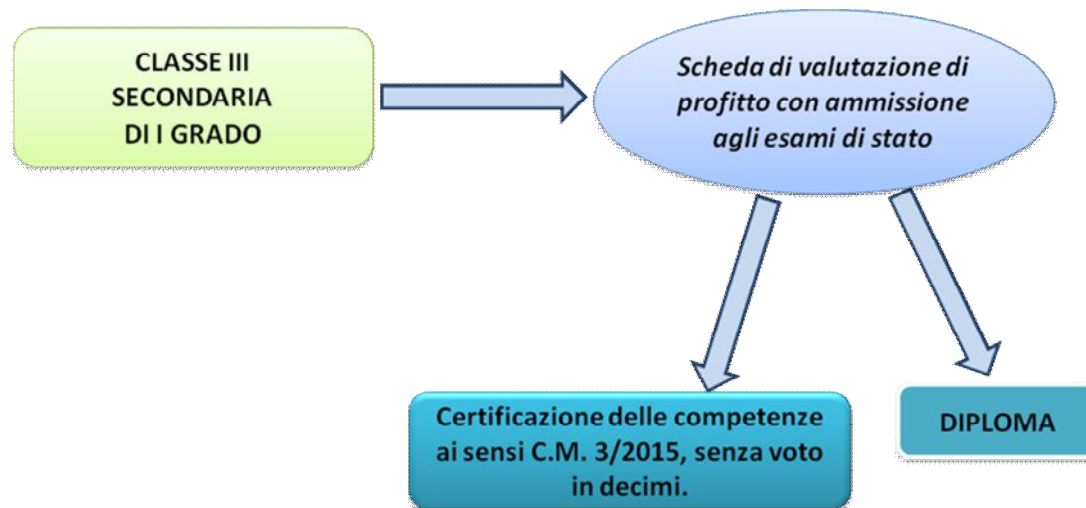 CLASSE III
SECONDARIA
DI I GRADO
Scheda di valutazione di
profitto con ammissione
agli esami di stato
Certificazione delle competenze
ai sensi C.M. 3/2015, senza voto
in decimi.
DIPLOMA